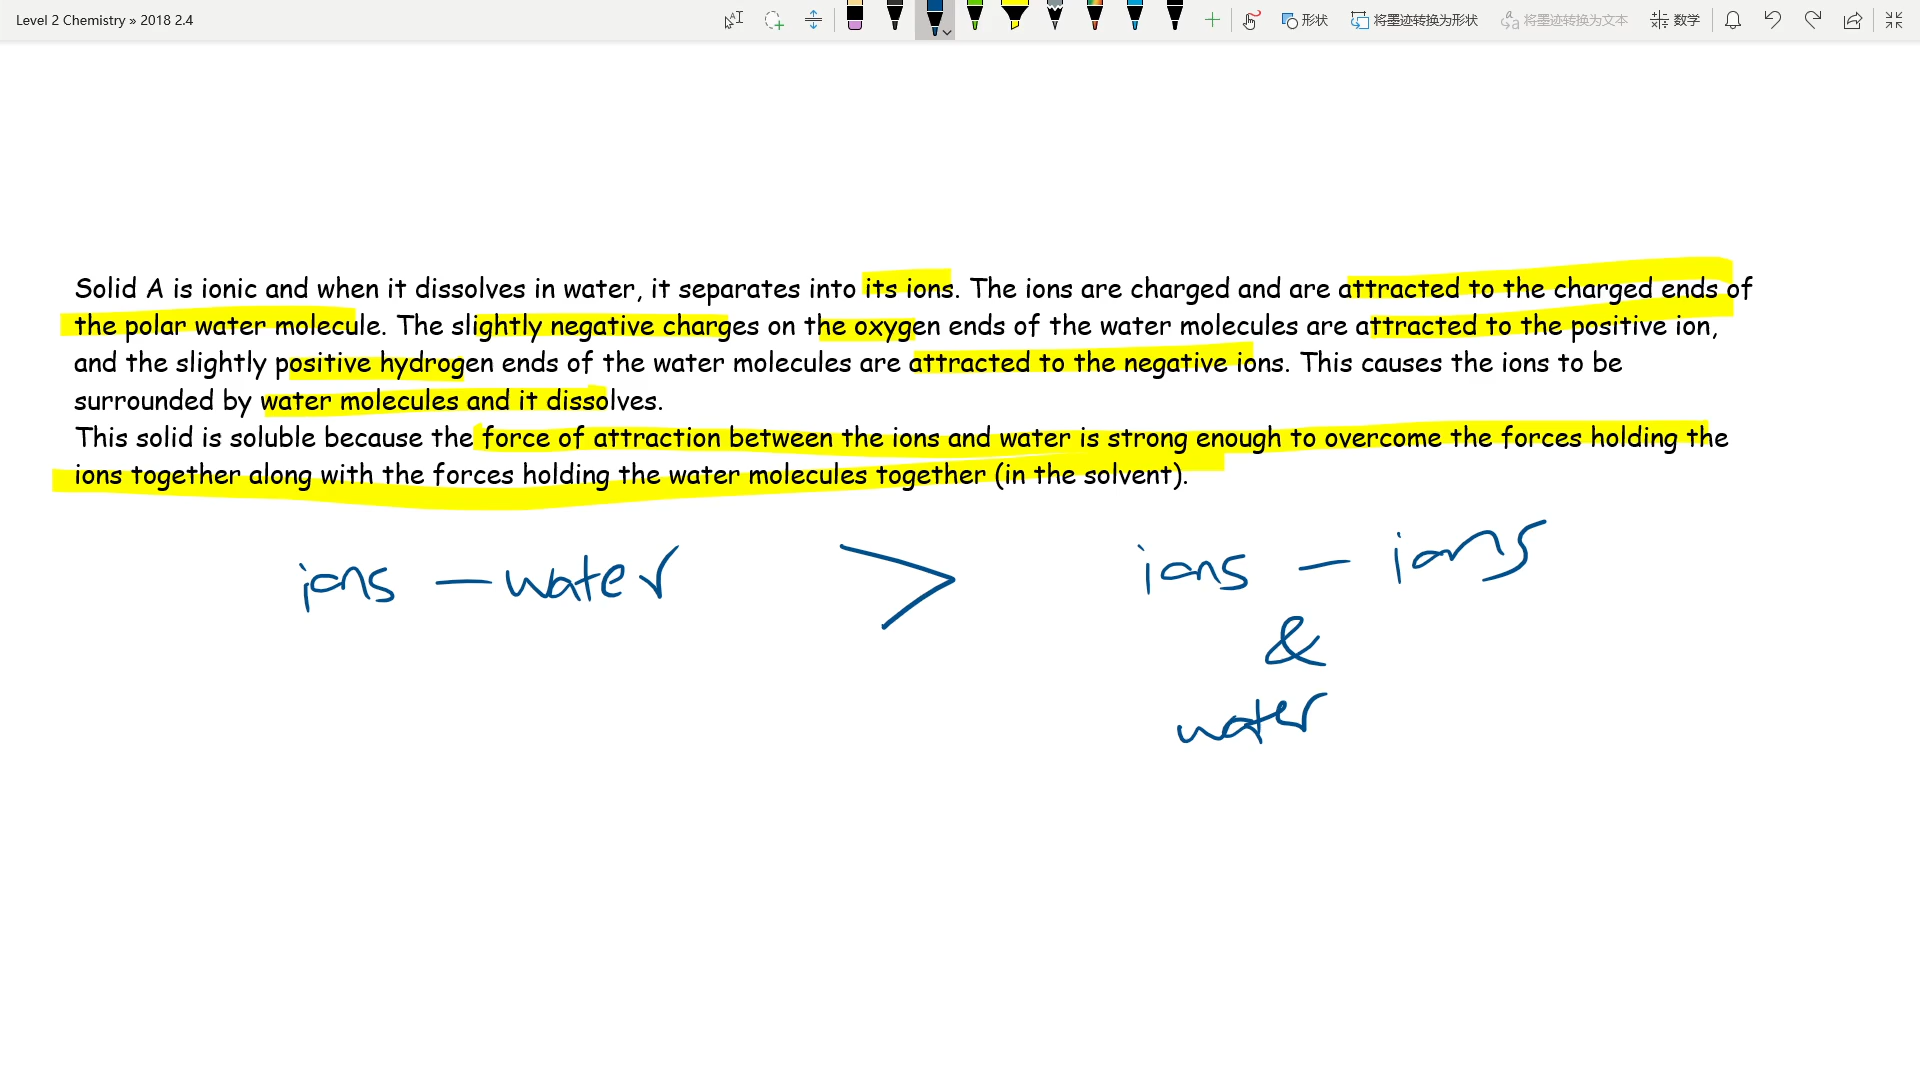 Level 2 Chemistry » 2018 2.4
形状 将墨迹转换为形状 将墨迹转换为文本 数学
Solid A is ionic and when it dissolves in water, it separates into its ions. The ions are charged and are attracted to the charged ends of
the polar water molecule. The slightly negative charges on the oxygen ends of the water molecules are attracted to the positive ion,
and the slightly positive hydrogen ends of the water molecules are attracted to the negative ions. This causes the ions to be
surrounded by water molecules and it dissolves.
This solid is soluble because the force of attraction between the ions and water is strong enough to overcome the forces holding the
ions together along with the forces holding the water molecules together (in the solvent).
ions — water > ions — ions
&
water